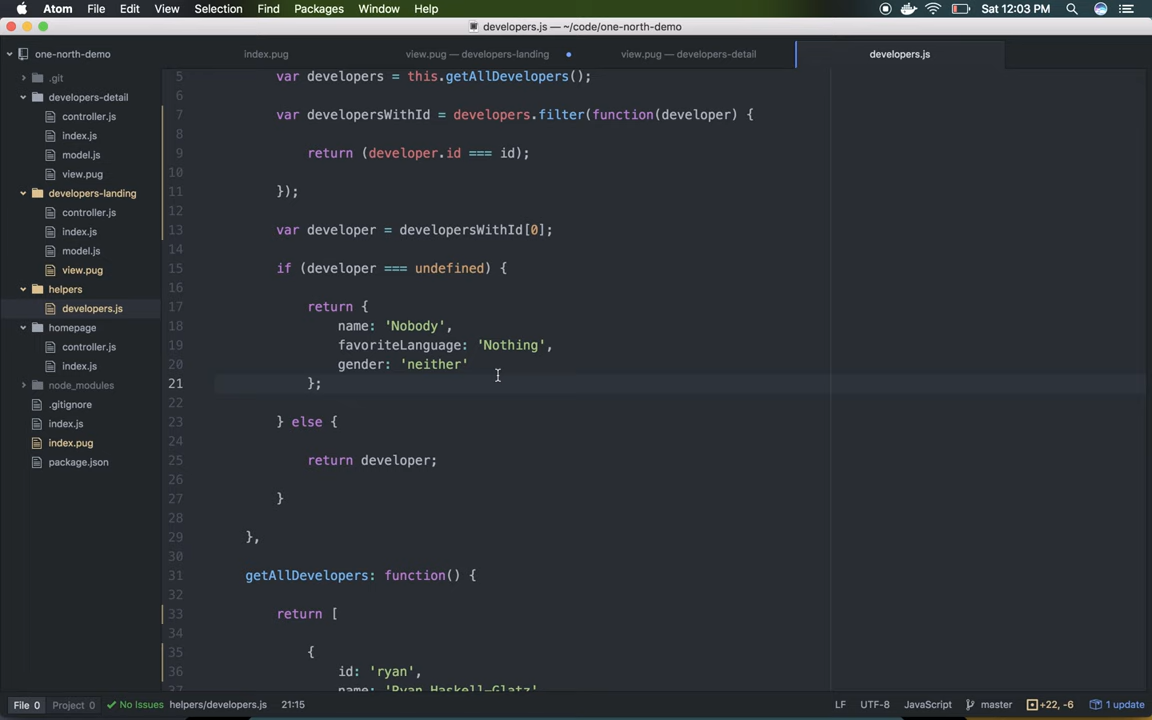 Atom File Edit View Selection Find Packages Window Help Sat 12:03 PM
developers.js — ~/code/one-north-demo
one-north-demo
index.pug
view.pug — developers-landing
view.pug — developers-detail
developers.js
.git
developers-detail
controller.js
index.js
model.js
view.pug
developers-landing
controller.js
index.js
model.js
view.pug
helpers
developers.js
homepage
controller.js
index.js
node_modules
.gitignore
index.js
index.pug
package.json
5 var developers = this.getAllDevelopers();
6
7 var developersWithId = developers.filter(function(developer) {
8
9 return (developer.id === id);
10
11 });
12
13 var developer = developersWithId[0];
14
15 if (developer === undefined) {
16
17 return {
18 name: 'Nobody',
19 favoriteLanguage: 'Nothing',
20 gender: 'neither'
21 };
22
23 } else {
24
25 return developer;
26
27 }
28
29 },
30
31 getAllDevelopers: function() {
32
33 return [
34
35 {
36 id: 'ryan',
37 name: 'Ryan Haskell-Glatz'
File 0 Project 0 No Issues helpers/developers.js 21:15 LF UTF-8 JavaScript master +22, -6 1 update